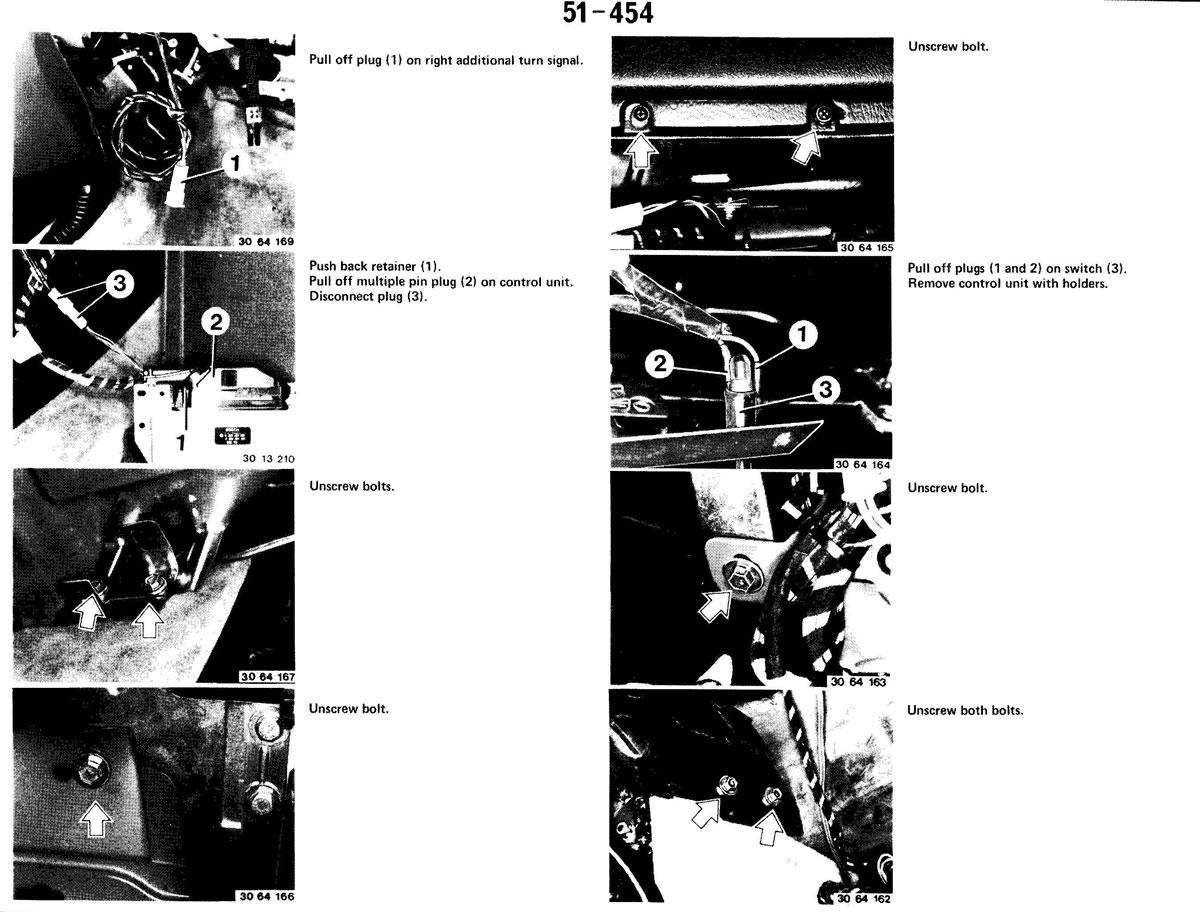 51-454
Pull off plug (1) on right additional turn signal.
1
30 64 169
Push back retainer (1).
Pull off multiple pin plug (2) on control unit.
Disconnect plug (3).
3
2
1
30 13 210
Unscrew bolts.
30 64 167
Unscrew bolt.
30 64 166
Unscrew bolt.
30 64 165
Pull off plugs (1 and 2) on switch (3).
Remove control unit with holders.
1
2
3
30 64 164
Unscrew bolt.
30 64 163
Unscrew both bolts.
30 64 162